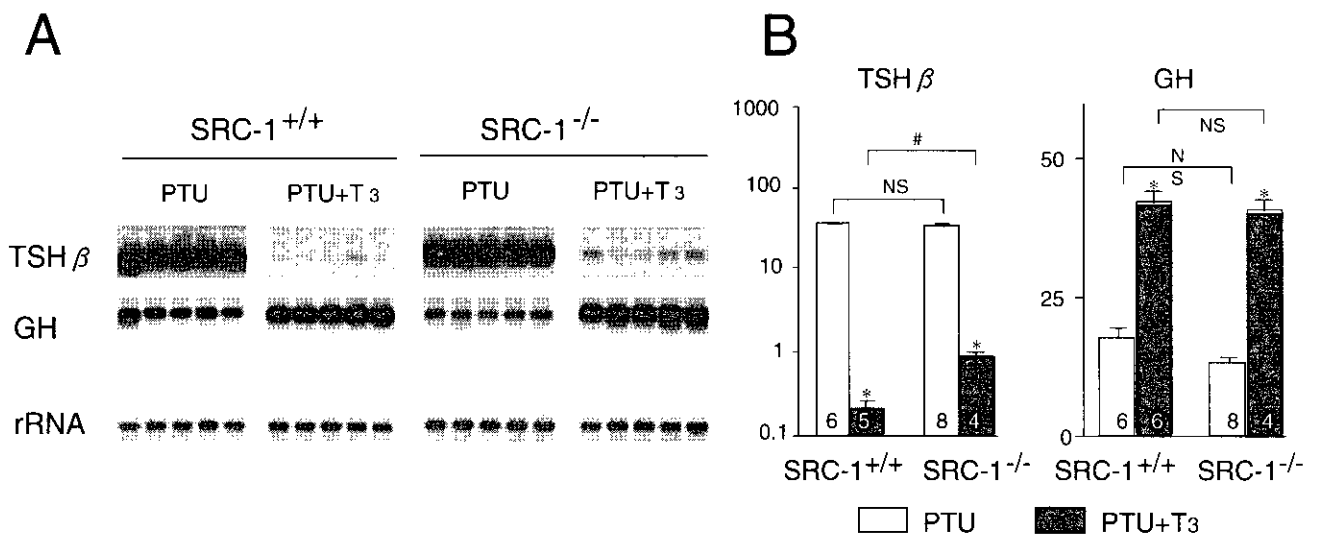 A
SRC-1+/+ SRC-1-/-
PTU PTU+T3 PTU PTU+T3
TSH β
GH
rRNA
B
TSH β
1000
100
10
1
0.1
#
NS
*
*
6 5 8 4
SRC-1+/+ SRC-1-/-
GH
50
25
0
NS
N
S
* *
6 6 8 4
SRC-1+/+ SRC-1-/-
PTU PTU+T3